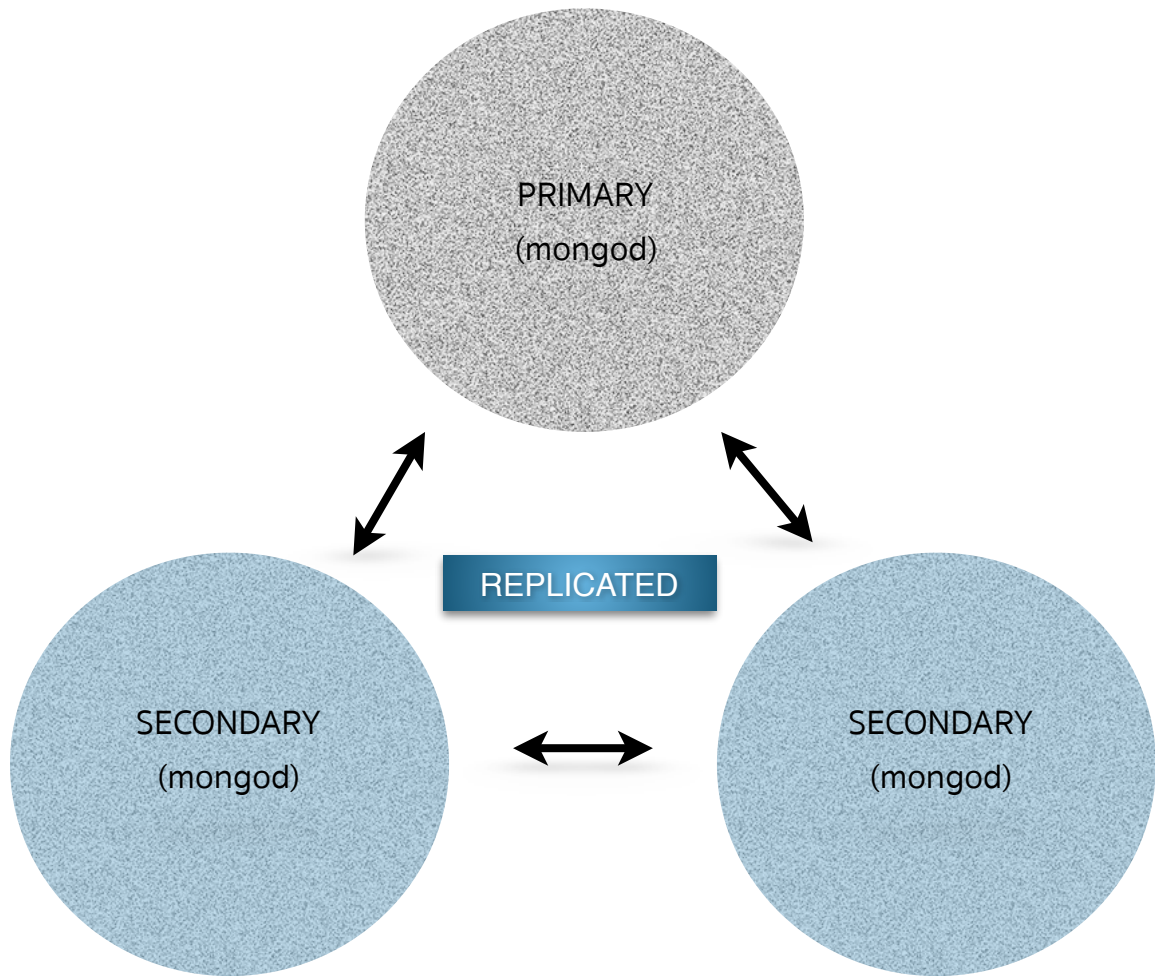 PRIMARY
(mongod)
REPLICATED
SECONDARY
(mongod)
SECONDARY
(mongod)